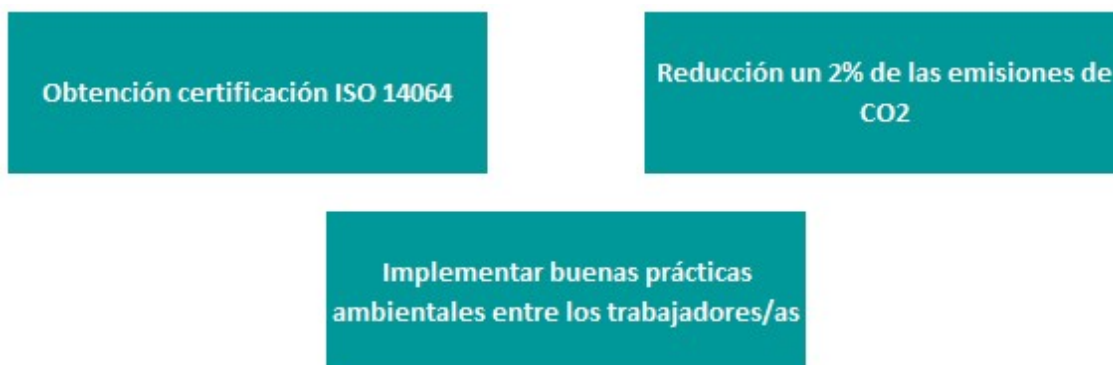 Obtención certificación ISO 14064
Reducción un 2% de las emisiones de
CO2
Implementar buenas prácticas
ambientales entre los trabajadores/as